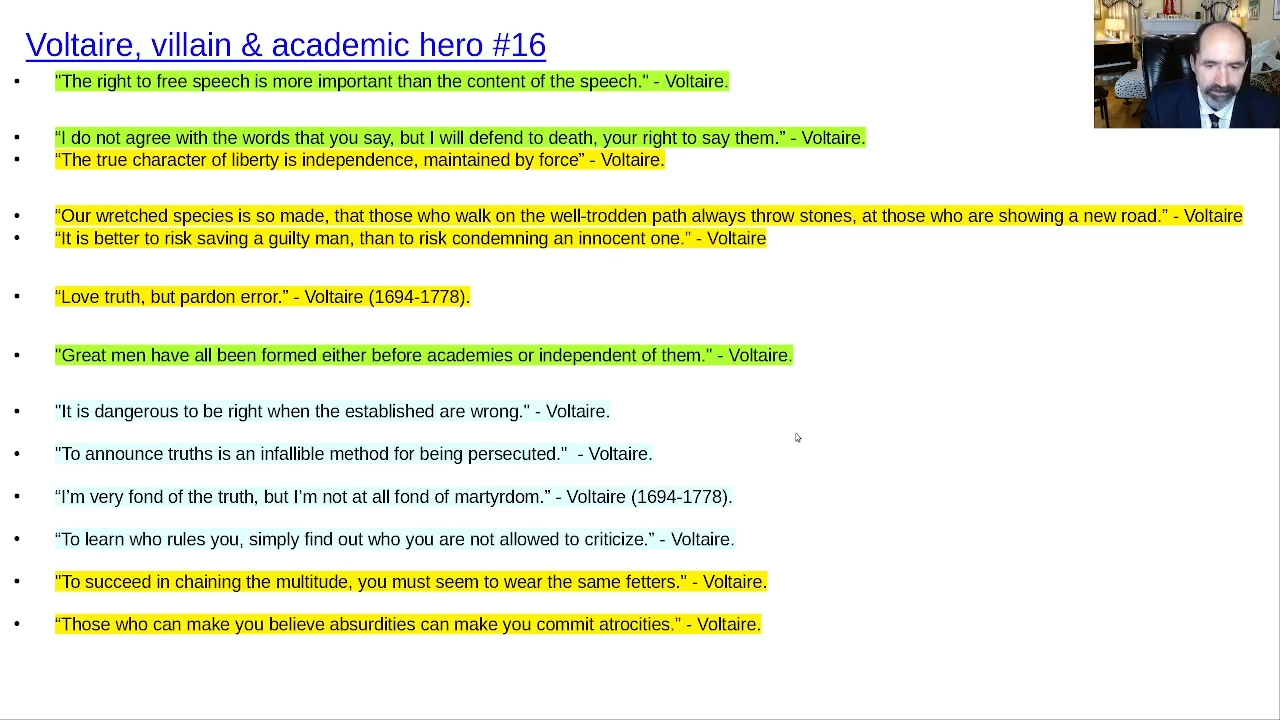 Voltaire, villain & academic hero #16
• "The right to free speech is more important than the content of the speech." - Voltaire.
• “I do not agree with the words that you say, but I will defend to death, your right to say them.” - Voltaire.
• “The true character of liberty is independence, maintained by force” - Voltaire.
• “Our wretched species is so made, that those who walk on the well-trodden path always throw stones, at those who are showing a new road.” - Voltaire
• “It is better to risk saving a guilty man, than to risk condemning an innocent one.” - Voltaire
• “Love truth, but pardon error.” - Voltaire (1694-1778).
• "Great men have all been formed either before academies or independent of them." - Voltaire.
• "It is dangerous to be right when the established are wrong." - Voltaire.
• "To announce truths is an infallible method for being persecuted."  - Voltaire.
• “I’m very fond of the truth, but I’m not at all fond of martyrdom.” - Voltaire (1694-1778).
• “To learn who rules you, simply find out who you are not allowed to criticize.” - Voltaire.
• "To succeed in chaining the multitude, you must seem to wear the same fetters." - Voltaire.
• “Those who can make you believe absurdities can make you commit atrocities.” - Voltaire.